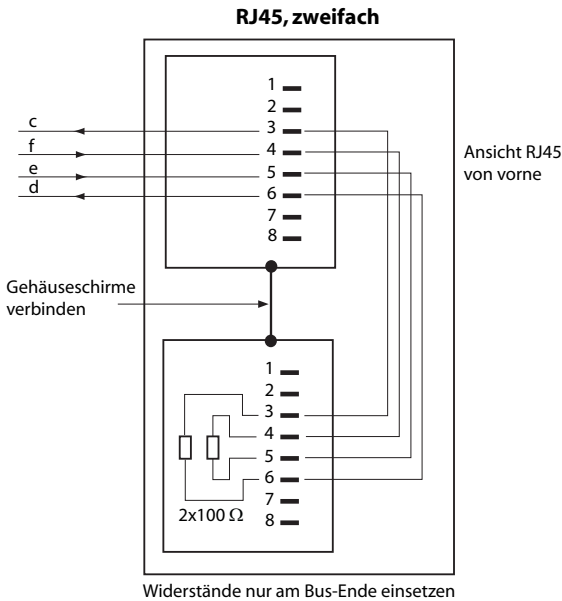 RJ45, zweifach
1
2
c
3
f
4
e
5
d
6
7
8
Ansicht RJ45
von vorne
Gehäuseschirme
verbinden
1
2
3
4
5
6
7
8
2x100 Ω
Widerstände nur am Bus-Ende einsetzen